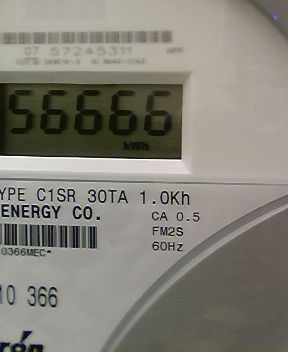 07 57245311
56666
kWh
YPE C1SR 30TA 1.0Kh
ENERGY CO.
CA 0.5
FM2S
60Hz
0366MEC*
10 366
rón